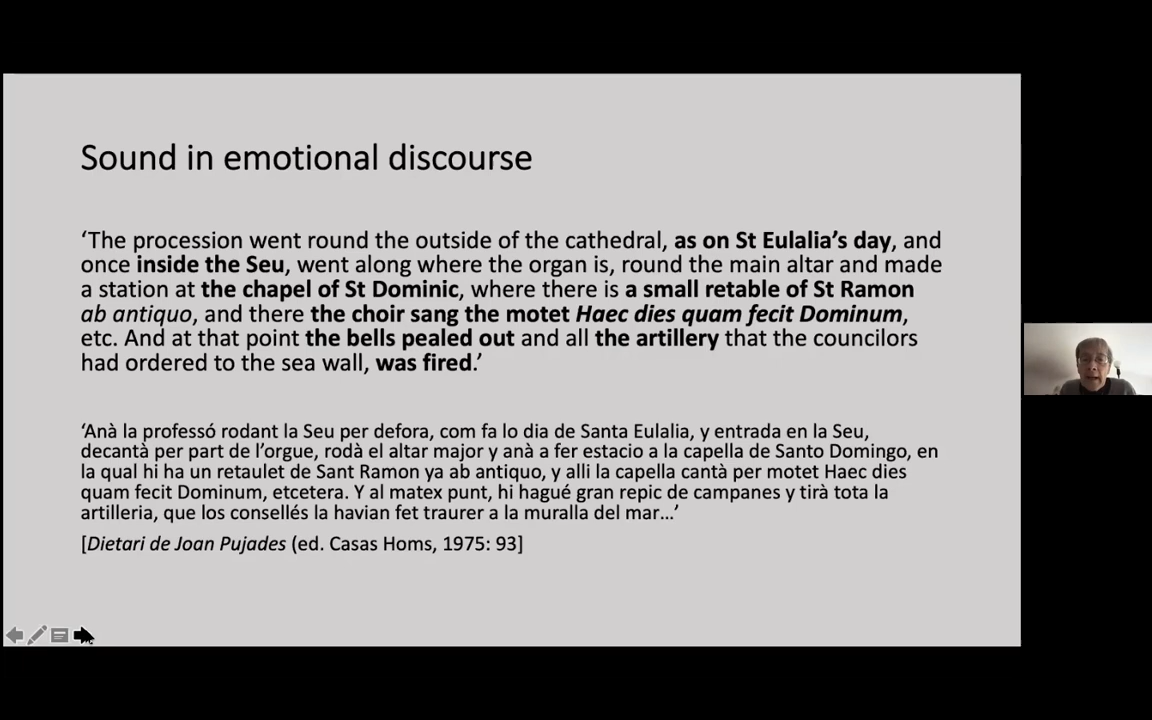 Sound in emotional discourse
‘The procession went round the outside of the cathedral, as on St Eulalia’s day, and
once inside the Seu, went along where the organ is, round the main altar and made
a station at the chapel of St Dominic, where there is a small retable of St Ramon
ab antiquo, and there the choir sang the motet Haec dies quam fecit Dominum,
etc. And at that point the bells pealed out and all the artillery that the councilors
had ordered to the sea wall, was fired.’
‘Anà la professó rodant la Seu per defora, com fa lo dia de Santa Eulalia, y entrada en la Seu,
decantà per part de l’orgue, rodà el altar major y anà a fer estacio a la capella de Santo Domingo, en
la qual hi ha un retaulet de Sant Ramon ya ab antiquo, y alli la capella cantà per motet Haec dies
quam fecit Dominum, etcetera. Y al matex punt, hi hagué gran repic de campanes y tirà tota la
artilleria, que los consellés la havian fet traurer a la muralla del mar…’
[Dietari de Joan Pujades (ed. Casas Homs, 1975: 93]